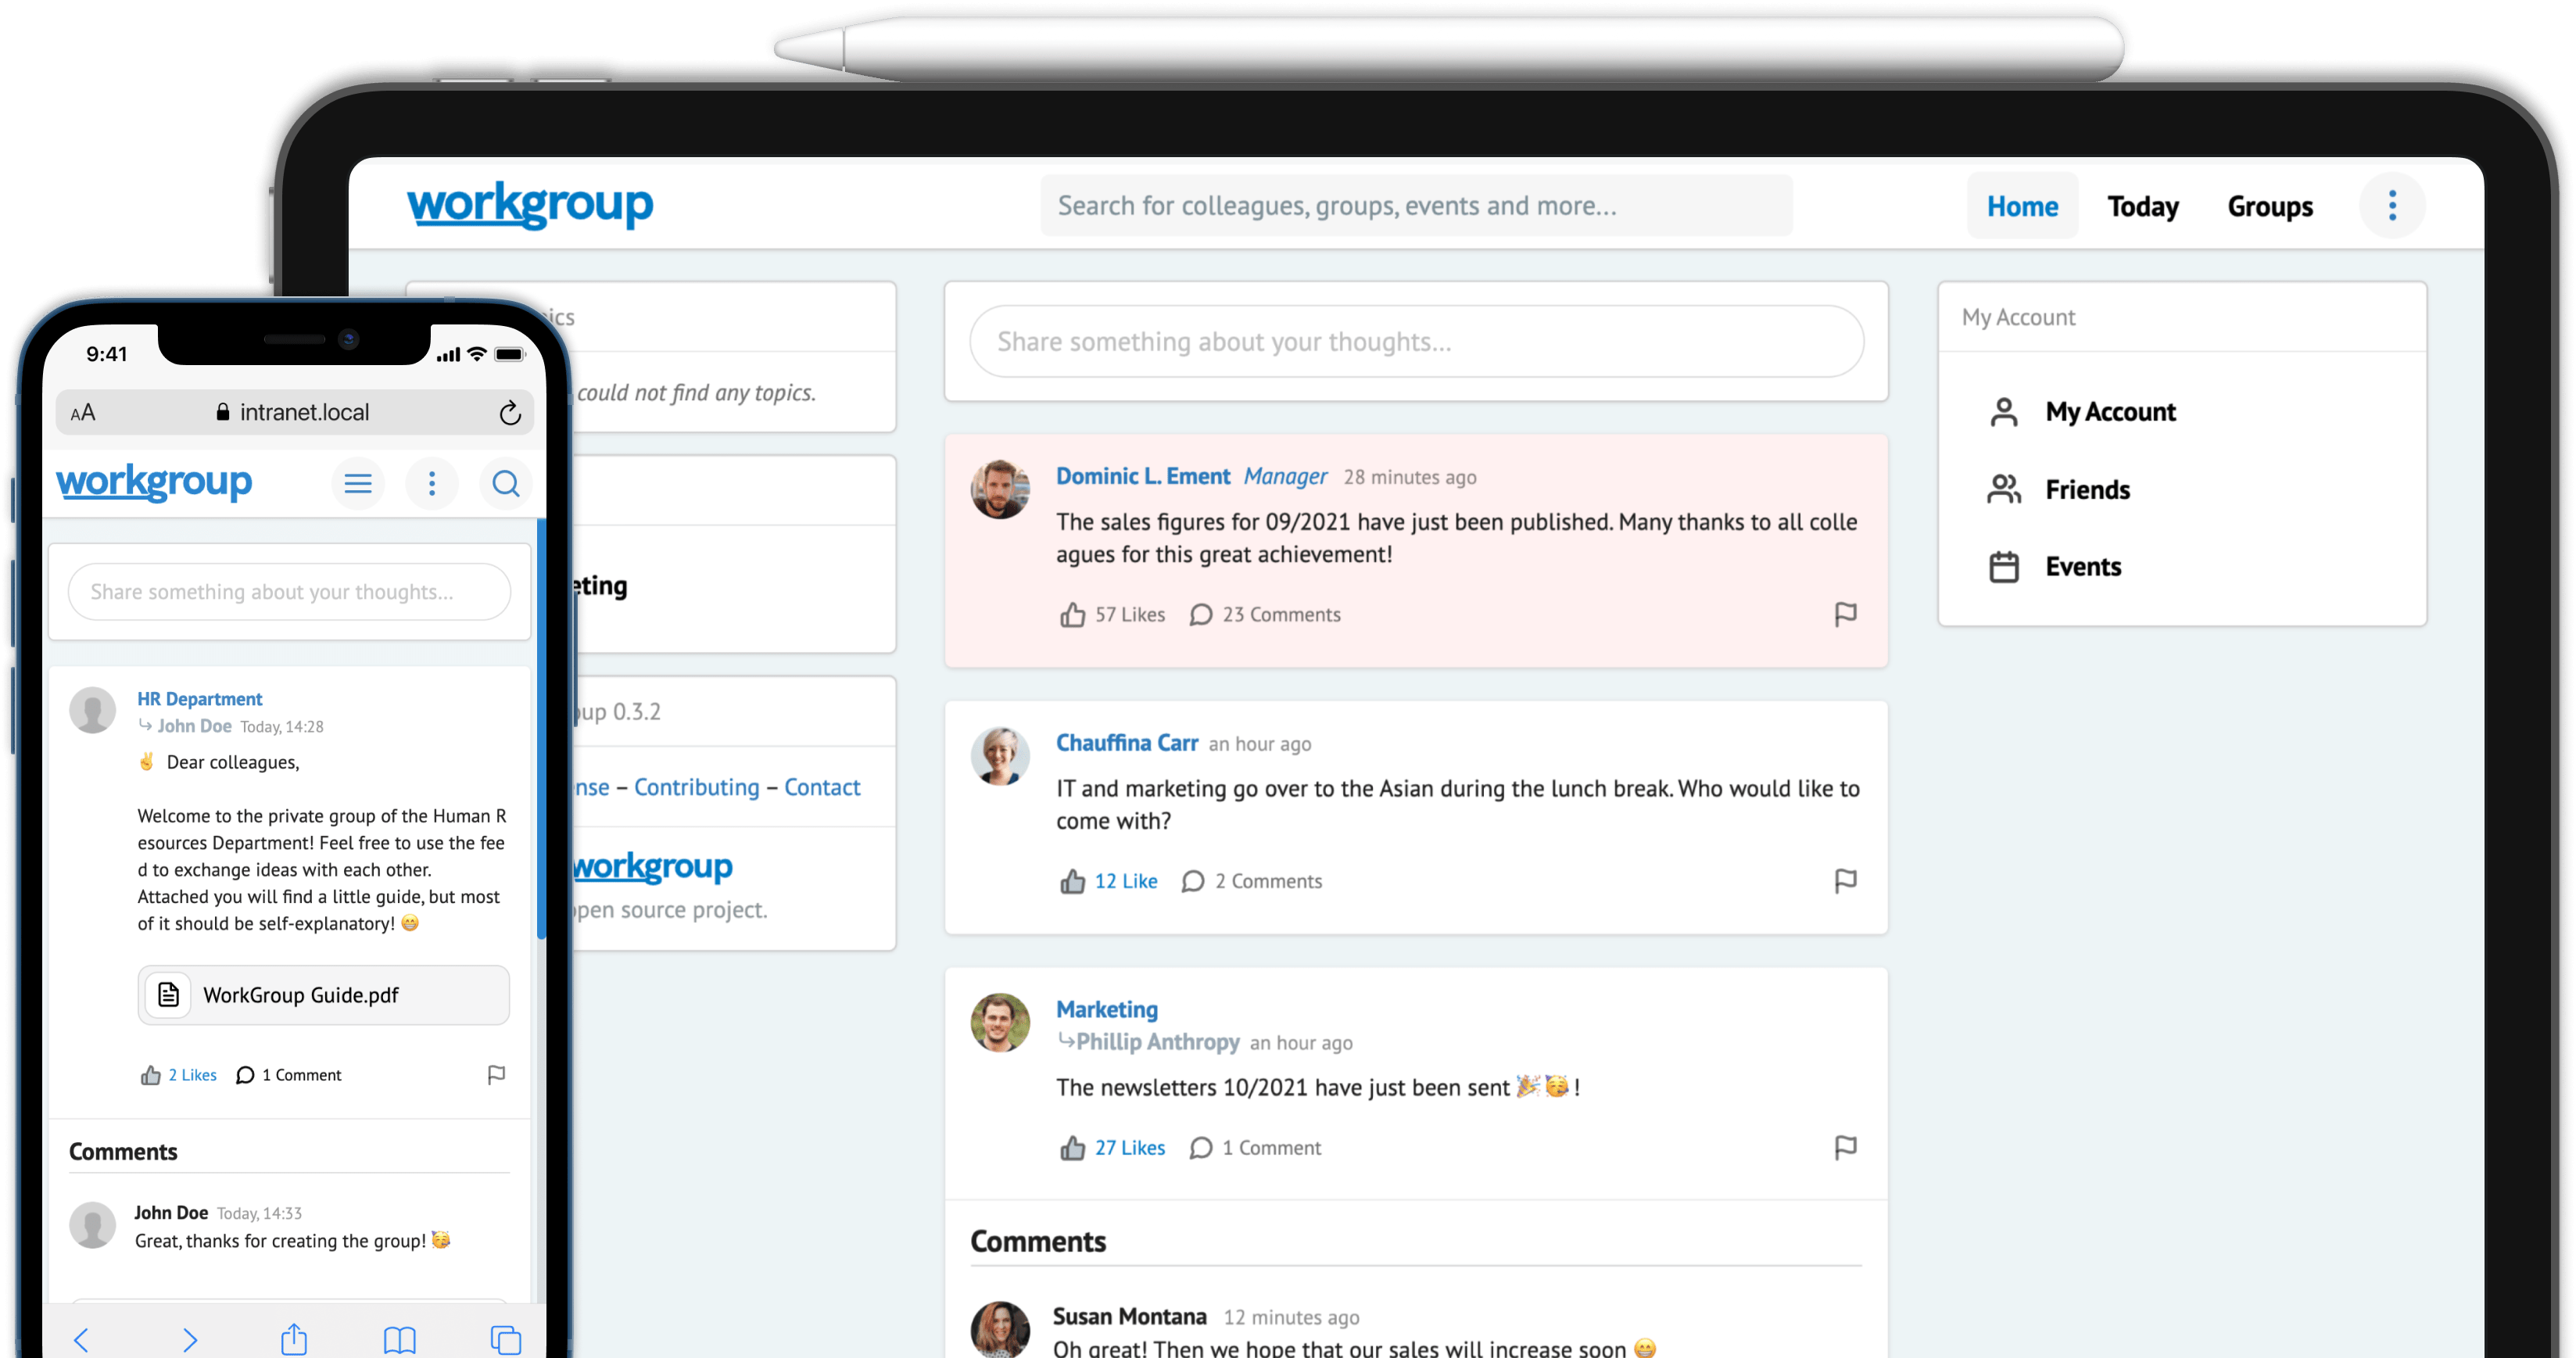 workgroup
Search for colleagues, groups, events and more...
Home
Today
Groups
could not find any topics.
Share something about your thoughts...
Dominic L. Ement Manager 28 minutes ago
The sales figures for 09/2021 have just been published. Many thanks to all colle
agues for this great achievement!
57 Likes 23 Comments
Chauffina Carr an hour ago
IT and marketing go over to the Asian during the lunch break. Who would like to
come with?
12 Like 2 Comments
Marketing
Phillip Anthropy an hour ago
The newsletters 10/2021 have just been sent 🎉🥳!
27 Likes 1 Comment
Comments
Susan Montana 12 minutes ago
Oh great! Then we hope that our sales will increase soon 😁
My Account
My Account
Friends
Events
0.3.2
– Contributing – Contact
workgroup
open source project.
9:41
AA intranet.local
workgroup
Share something about your thoughts...
HR Department
John Doe Today, 14:28
✌️ Dear colleagues,
Welcome to the private group of the Human R
esources Department! Feel free to use the fee
d to exchange ideas with each other.
Attached you will find a little guide, but most
of it should be self-explanatory! 😁
WorkGroup Guide.pdf
2 Likes 1 Comment
Comments
John Doe Today, 14:33
Great, thanks for creating the group! 🥳